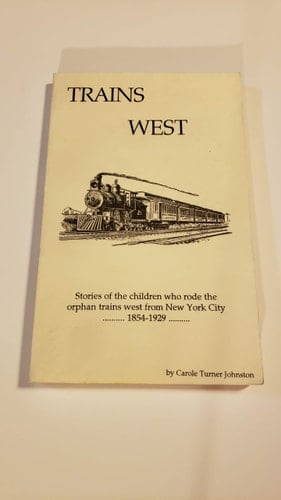 TRAINS
WEST
Stories of the children who rode the
orphan trains west from New York City
.......... 1854-1929 ..........
by Carole Turner Johnston